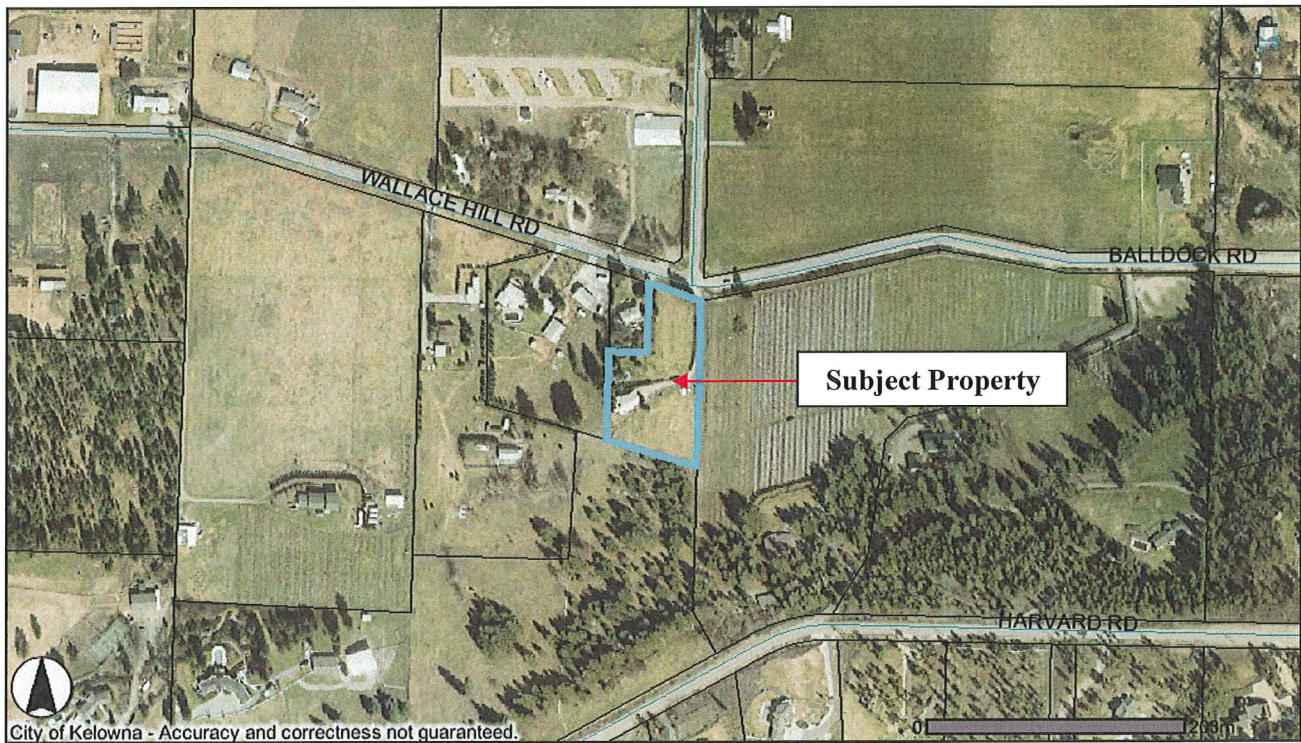 WALLACE HILL RD
BALLDOCK RD
Subject Property
HARVARD RD
City of Kelowna - Accuracy and correctness not guaranteed.
0